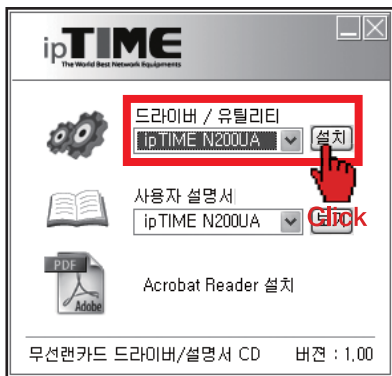 ipTIME
The World Best Network Equipments
드라이버 / 유틸리티
ipTIME N200UA
설치
Click
사용자 설명서
ipTIME N200UA
PDF
Adobe
Acrobat Reader 설치
무선랜카드 드라이버/설명서 CD 버젼 : 1,00